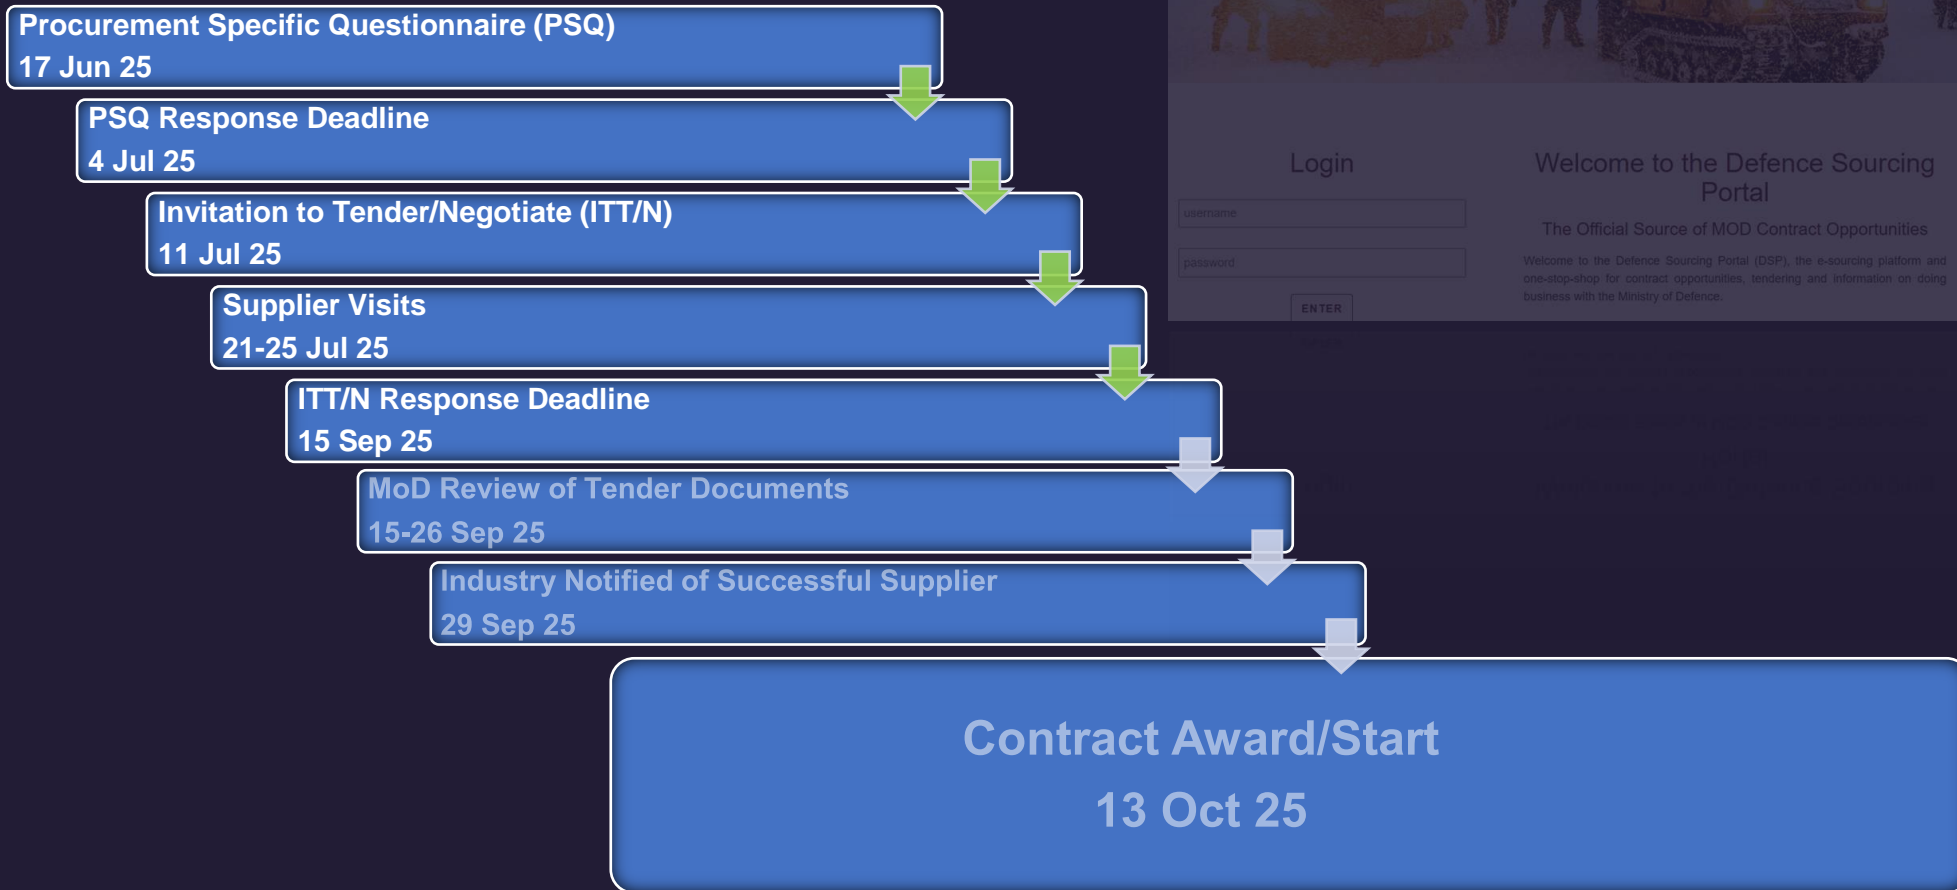 Procurement Specific Questionnaire (PSQ)
17 Jun 25
PSQ Response Deadline
4 Jul 25
Invitation to Tender/Negotiate (ITT/N)
11 Jul 25
Supplier Visits
21-25 Jul 25
ITT/N Response Deadline
15 Sep 25
MoD Review of Tender Documents
15-26 Sep 25
Industry Notified of Successful Supplier
29 Sep 25
Contract Award/Start
13 Oct 25
Login
username
password
ENTER
Welcome to the Defence Sourcing
Portal
The Official Source of MOD Contract Opportunities
Welcome to the Defence Sourcing Portal (DSP), the e-sourcing platform and
one-stop-shop for contract opportunities, tendering and information on doing
business with the Ministry of Defence.